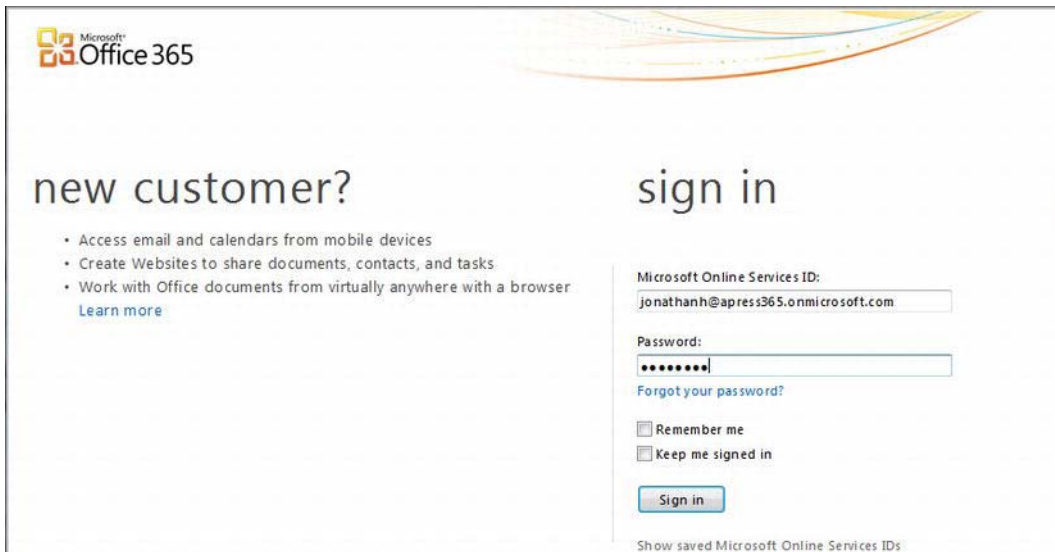 Microsoft®
Office 365
new customer?
• Access email and calendars from mobile devices
• Create Websites to share documents, contacts, and tasks
• Work with Office documents from virtually anywhere with a browser
Learn more
sign in
Microsoft Online Services ID:
jonathanh@apress365.onmicrosoft.com
Password:
••••••••
Forgot your password?
Remember me
Keep me signed in
Sign in
Show saved Microsoft Online Services IDs